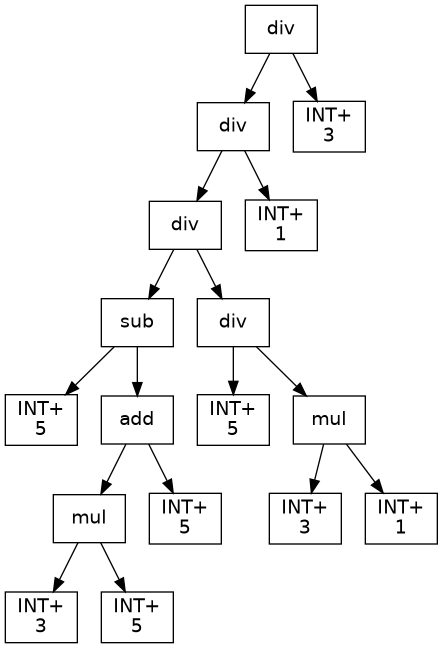 div
div
INT+
3
div
INT+
1
sub
div
INT+
5
add
INT+
5
mul
mul
INT+
5
INT+
3
INT+
1
INT+
3
INT+
5